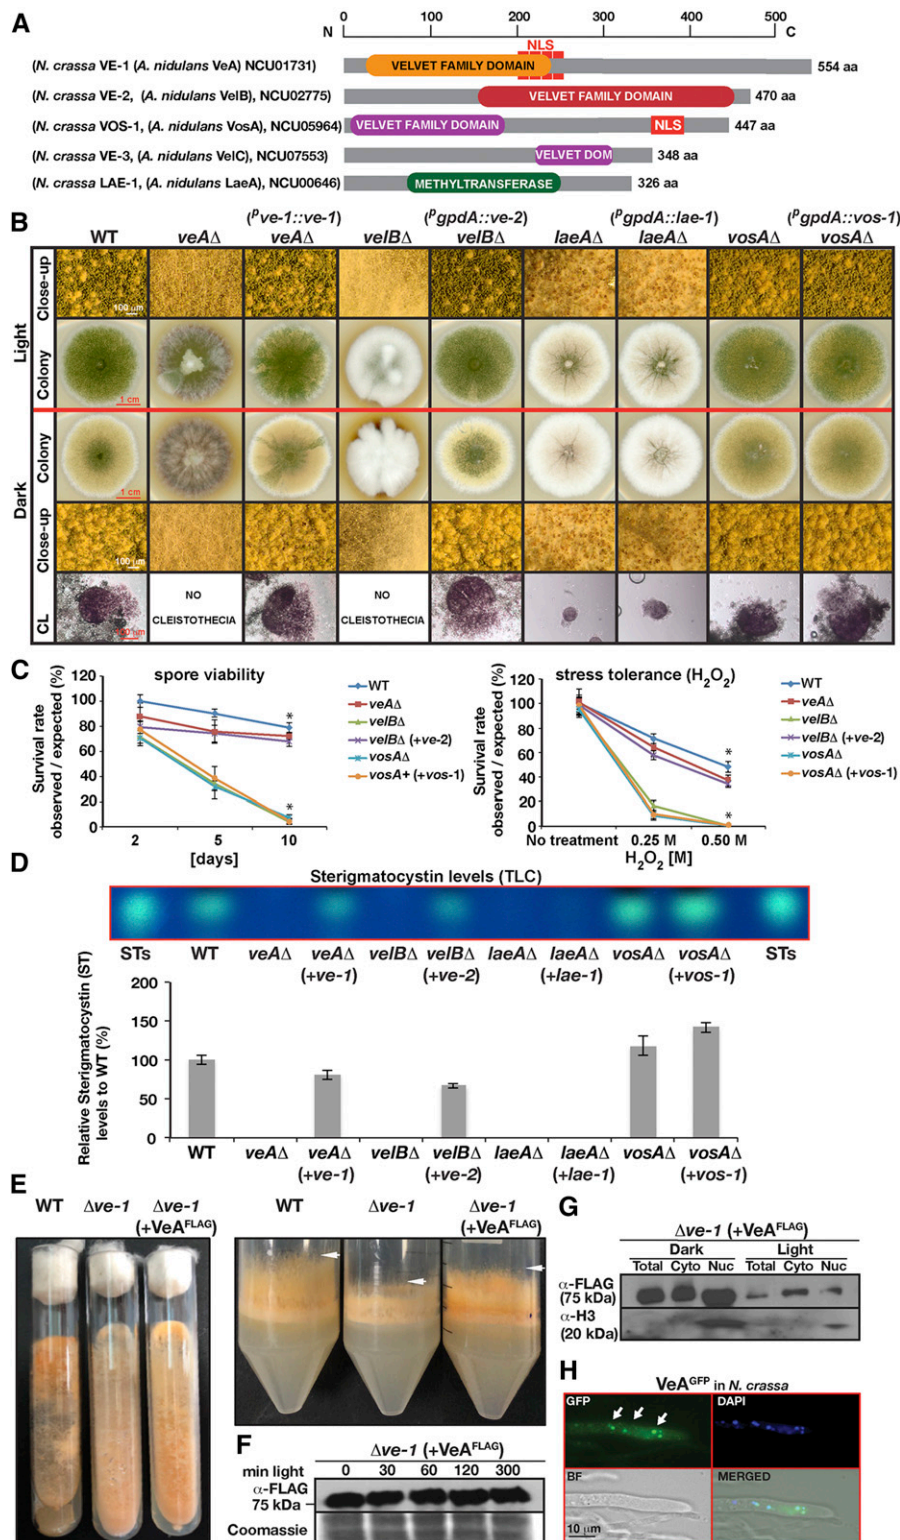 A
0 100 200 300 400 500
N C
NLS
(N. crassa VE-1 (A. nidulans VeA) NCU01731) VELVET FAMILY DOMAIN 554 aa
(N. crassa VE-2, (A. nidulans VelB), NCU02775) VELVET FAMILY DOMAIN 470 aa
(N. crassa VOS-1, (A. nidulans VosA), NCU05964) VELVET FAMILY DOMAIN NLS 447 aa
(N. crassa VE-3, (A. nidulans VelC), NCU07553) VELVET DOM 348 aa
(N. crassa LAE-1, (A. nidulans LaeA), NCU00646) METHYLTRANSFERASE 326 aa
B
(Pve-1::ve-1) (PgpdA::ve-2) (PgpdA::lae-1) (PgpdA::vos-1)
WT veAΔ veAΔ velBΔ velBΔ laeAΔ laeAΔ vosAΔ vosAΔ
Light
Close-up
100 µm
Colony
1 cm
Dark
Colony
1 cm
Close-up
100 µm
CL
NO CLEISTOTHECIA
NO CLEISTOTHECIA
100 µm
C
spore viability
Survival rate
observed / expected (%)
120
100
80
60
40
20
0
2 5 10
[days]
*
*
WT
veAΔ
velBΔ
velBΔ (+ve-2)
vosAΔ
vosA+ (+vos-1)
stress tolerance (H2O2)
Survival rate
observed / expected (%)
120
100
80
60
40
20
0
No treatment 0.25 M 0.50 M
H2O2 [M]
*
*
WT
veAΔ
velBΔ
velBΔ (+ve-2)
vosAΔ
vosAΔ (+vos-1)
D
Sterigmatocystin levels (TLC)
STs WT veAΔ veAΔ velBΔ velBΔ laeAΔ laeAΔ vosAΔ vosAΔ STs
(+ve-1) (+ve-2) (+lae-1) (+vos-1)
Relative Sterigmatocystin (ST)
levels to WT (%)
200
150
100
50
0
WT veAΔ veAΔ velBΔ velBΔ laeAΔ laeAΔ vosAΔ vosAΔ
(+ve-1) (+ve-2) (+lae-1) (+vos-1)
E
WT Δve-1 Δve-1
(+VeAFLAG)
WT Δve-1 Δve-1
(+VeAFLAG)
F
Δve-1 (+VeAFLAG)
min light 0 30 60 120 300
α-FLAG
75 kDa
Coomassie
G
Δve-1 (+VeAFLAG)
Dark Light
Total Cyto Nuc Total Cyto Nuc
α-FLAG
(75 kDa)
α-H3
(20 kDa)
H
VeAGFP in N. crassa
GFP DAPI
BF MERGED
10 µm